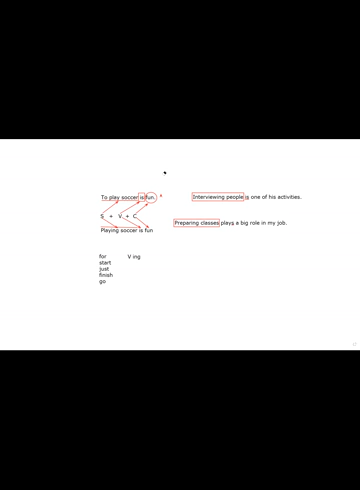 To play soccer is fun. *
Interviewing people is one of his activities.
S + V + C
Preparing classes plays a big role in my job.
Playing soccer is fun
for V ing
start
just
finish
go